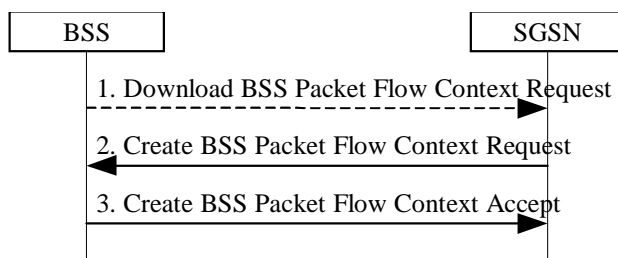 BSS
SGSN
1. Download BSS Packet Flow Context Request
2. Create BSS Packet Flow Context Request
3. Create BSS Packet Flow Context Accept